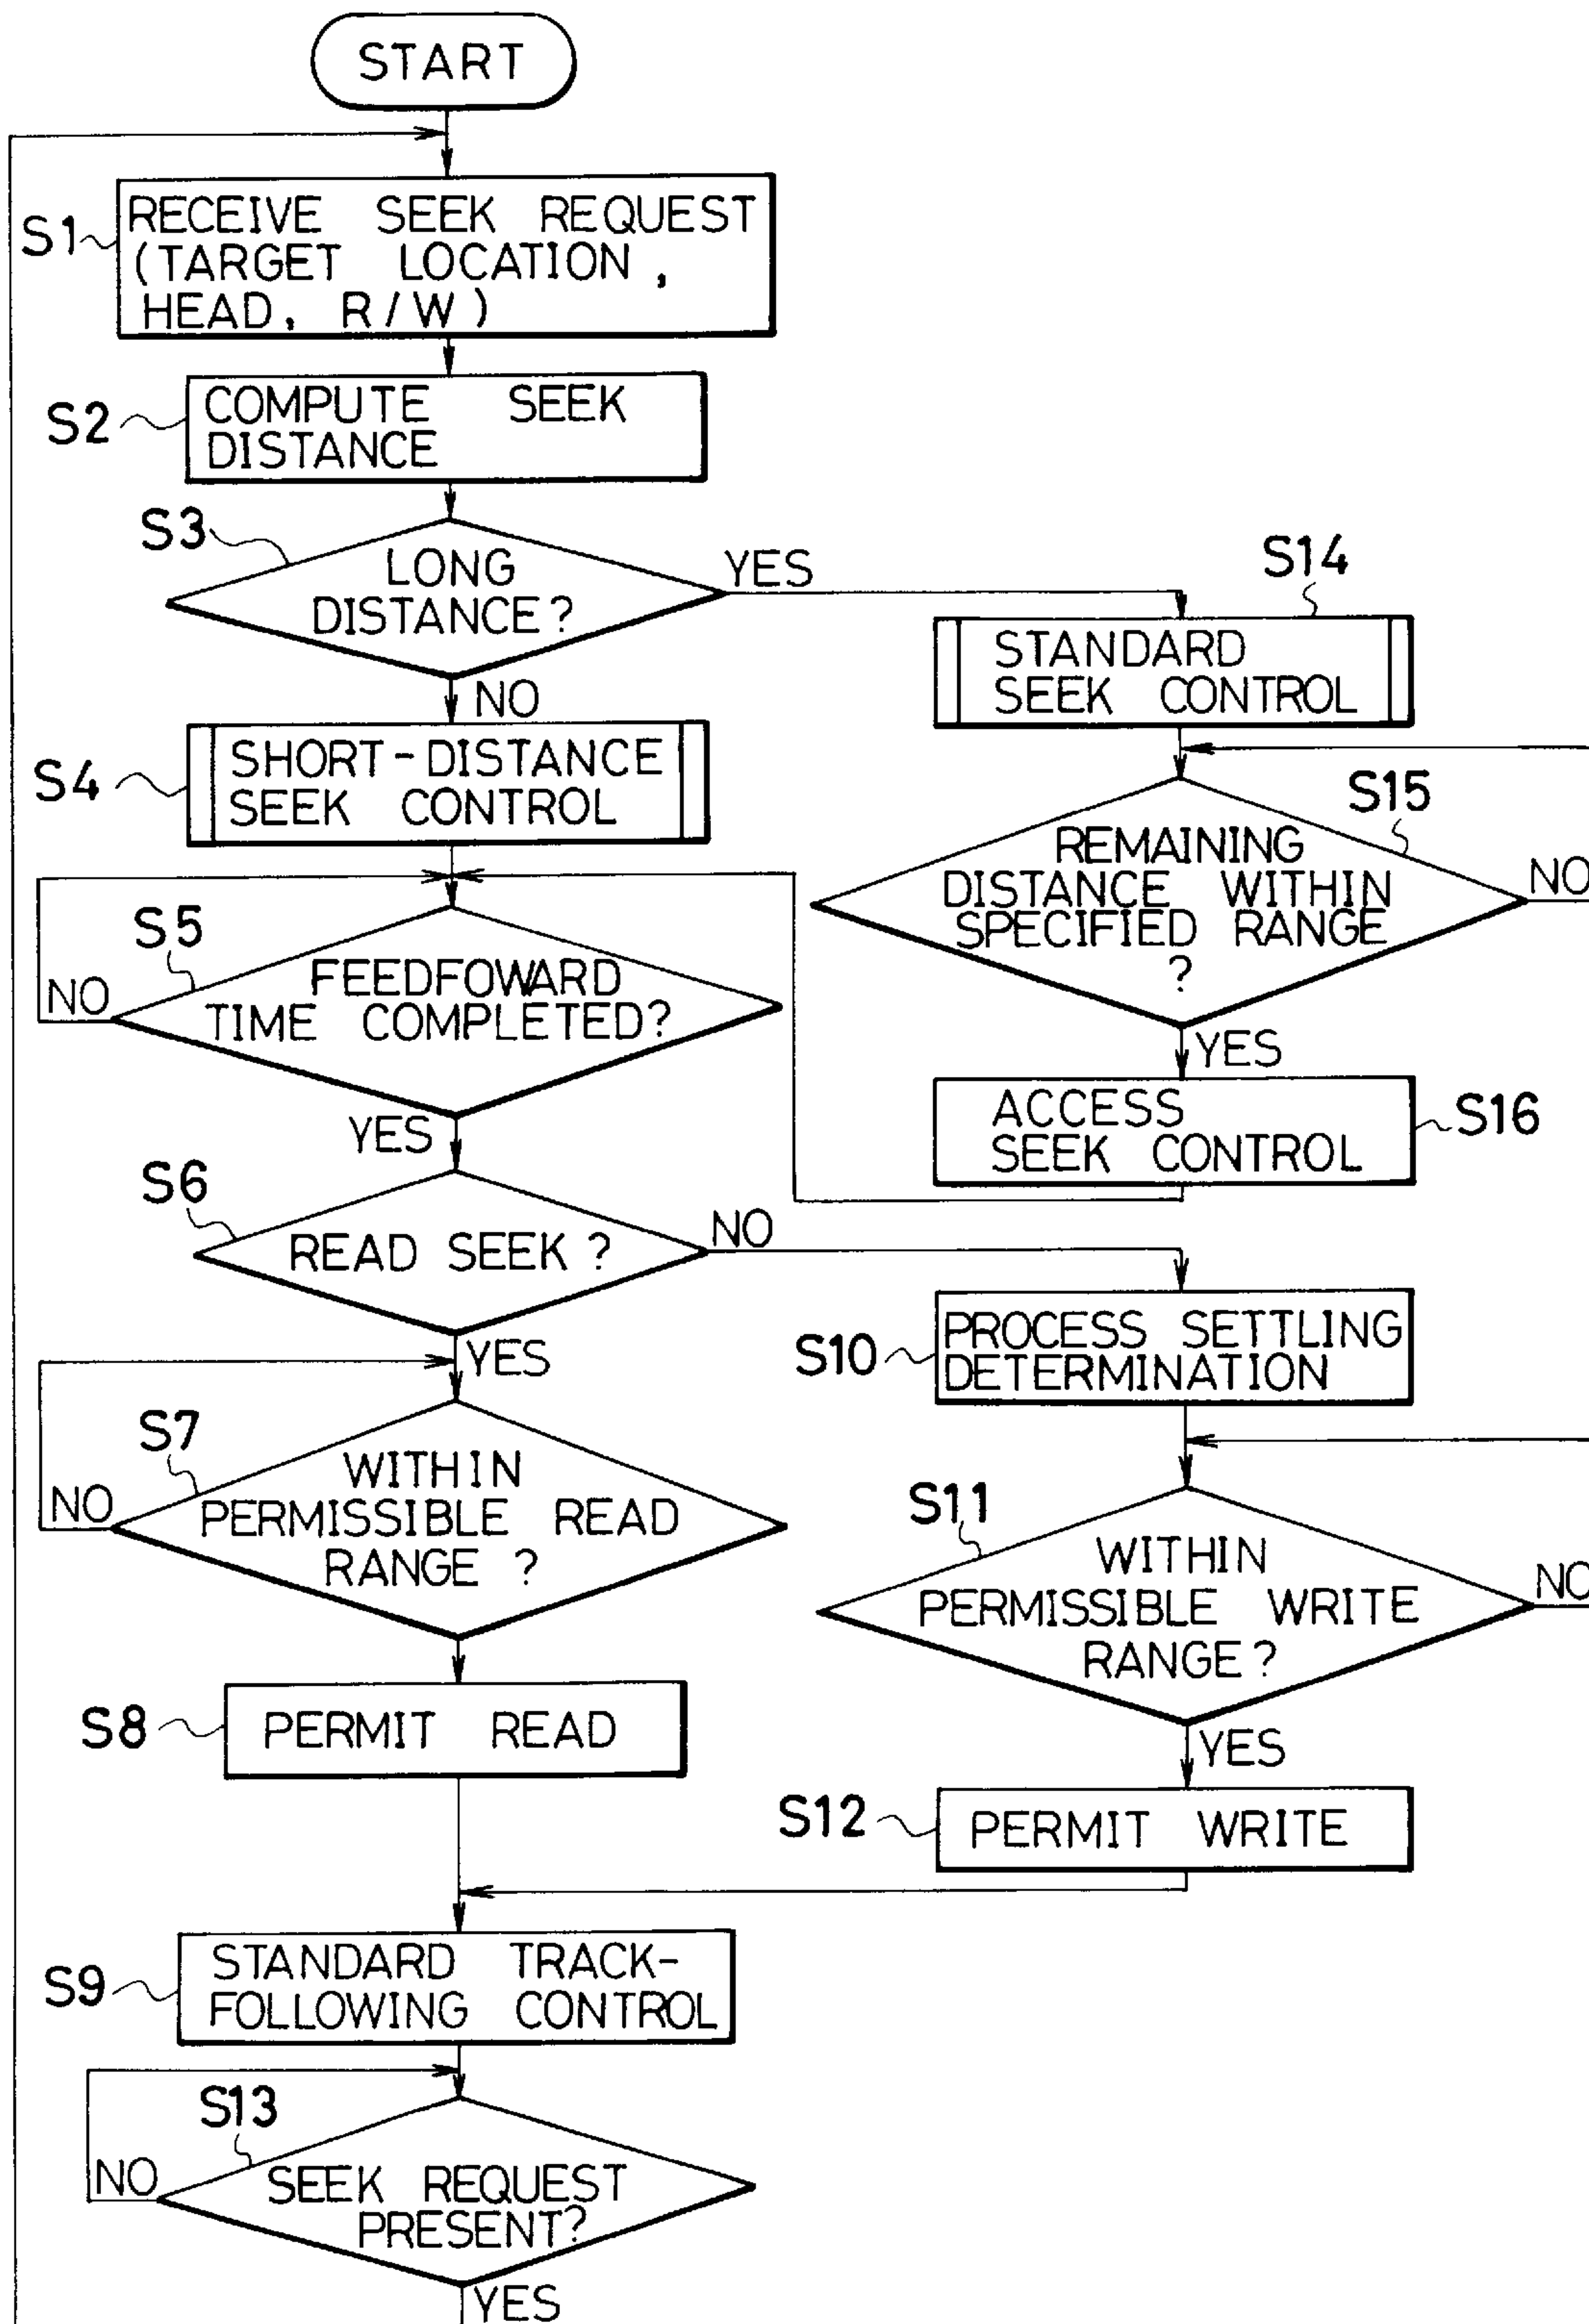 START
S1
RECEIVE SEEK REQUEST
(TARGET LOCATION,
HEAD, R/W)
S2
COMPUTE SEEK
DISTANCE
S3
LONG
DISTANCE?
YES
NO
S14
STANDARD
SEEK CONTROL
S4
SHORT-DISTANCE
SEEK CONTROL
S15
REMAINING
DISTANCE WITHIN
SPECIFIED RANGE
?
NO
YES
S5
FEEDFOWARD
TIME COMPLETED?
NO
YES
S16
ACCESS
SEEK CONTROL
S6
READ SEEK?
NO
YES
S10
PROCESS SETTLING
DETERMINATION
S7
WITHIN
PERMISSIBLE READ
RANGE?
NO
S11
WITHIN
PERMISSIBLE WRITE
RANGE?
NO
YES
S8
PERMIT READ
S12
PERMIT WRITE
S9
STANDARD TRACK-
FOLLOWING CONTROL
S13
SEEK REQUEST
PRESENT?
NO
YES